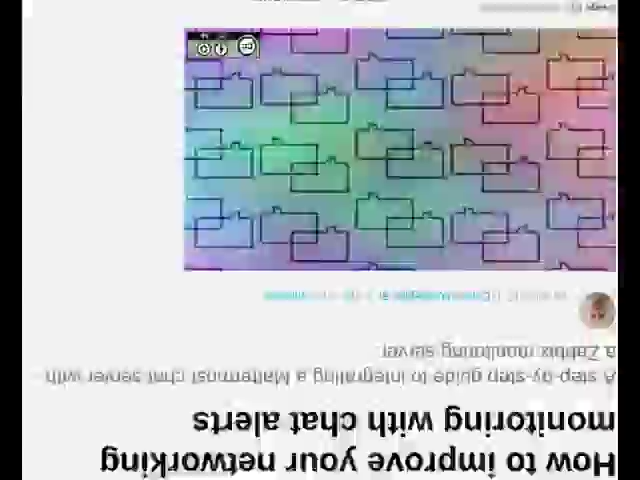 How to improve your networking
monitoring with chat alerts
A step-by-step guide to integrating a Mattermost chat server with
a Zabbix monitoring server